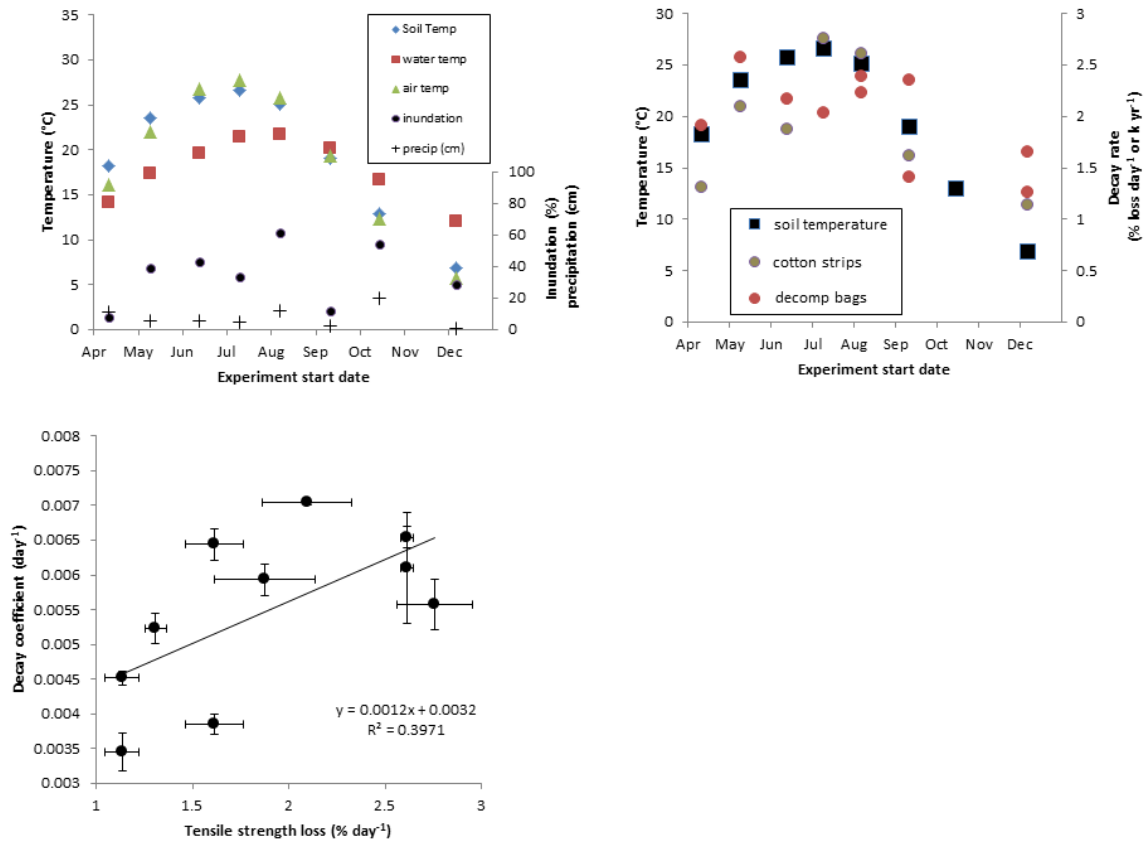 35
30
25
20
15
10
5
0
Temperature (°C)
Soil Temp
water temp
air temp
inundation
precip (cm)
100
80
60
40
20
0
Inundation (%)
precipitation (cm)
Apr May Jun Jul Aug Sep Oct Nov Dec
Experiment start date
30
25
20
15
10
5
0
Temperature (°C)
soil temperature
cotton strips
decomp bags
3
2.5
2
1.5
1
0.5
0
Decay rate
(% loss day⁻¹ or k yr⁻¹)
Apr May Jun Jul Aug Sep Oct Nov Dec
Experiment start date
0.008
0.0075
0.007
0.0065
0.006
0.0055
0.005
0.0045
0.004
0.0035
0.003
Decay coefficient (day⁻¹)
y = 0.0012x + 0.0032
R² = 0.3971
1 1.5 2 2.5 3
Tensile strength loss (% day⁻¹)